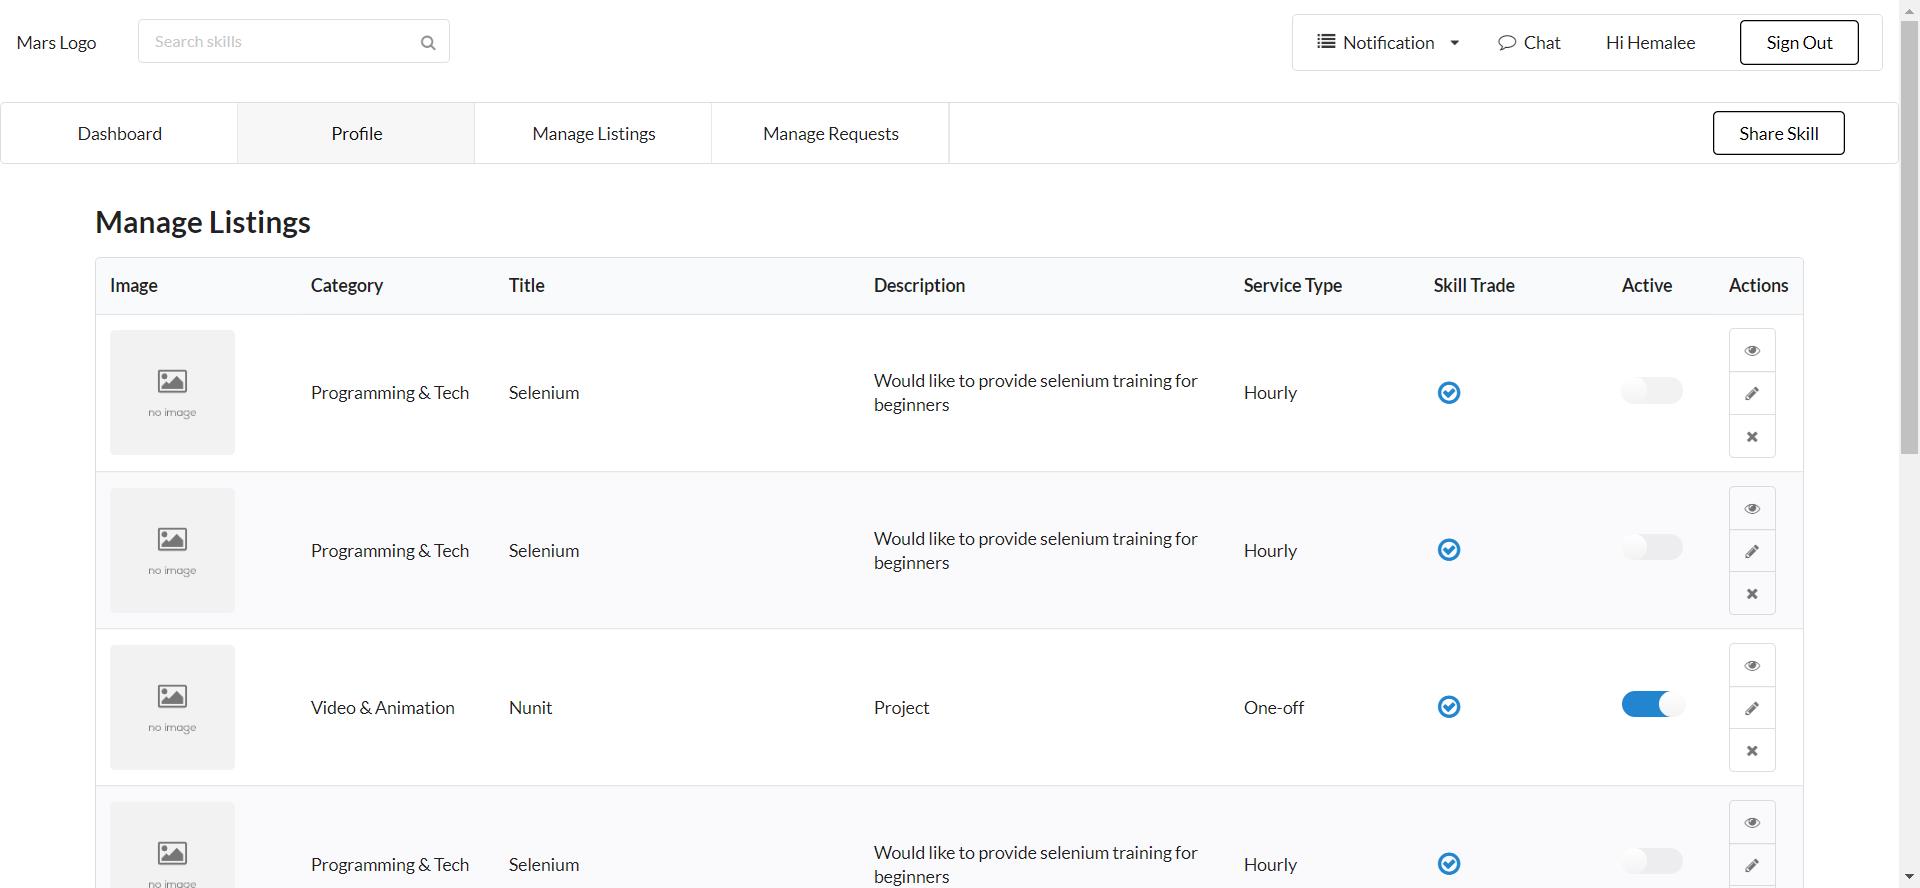 Mars Logo
Search skills
Notification
Chat
Hi Hemalee
Sign Out
Dashboard
Profile
Manage Listings
Manage Requests
Share Skill
Manage Listings
Image Category Title Description Service Type Skill Trade Active Actions
no image
Programming & Tech
Selenium
Would like to provide selenium training for
beginners
Hourly
no image
Programming & Tech
Selenium
Would like to provide selenium training for
beginners
Hourly
no image
Video & Animation
Nunit
Project
One-off
no image
Programming & Tech
Selenium
Would like to provide selenium training for
beginners
Hourly